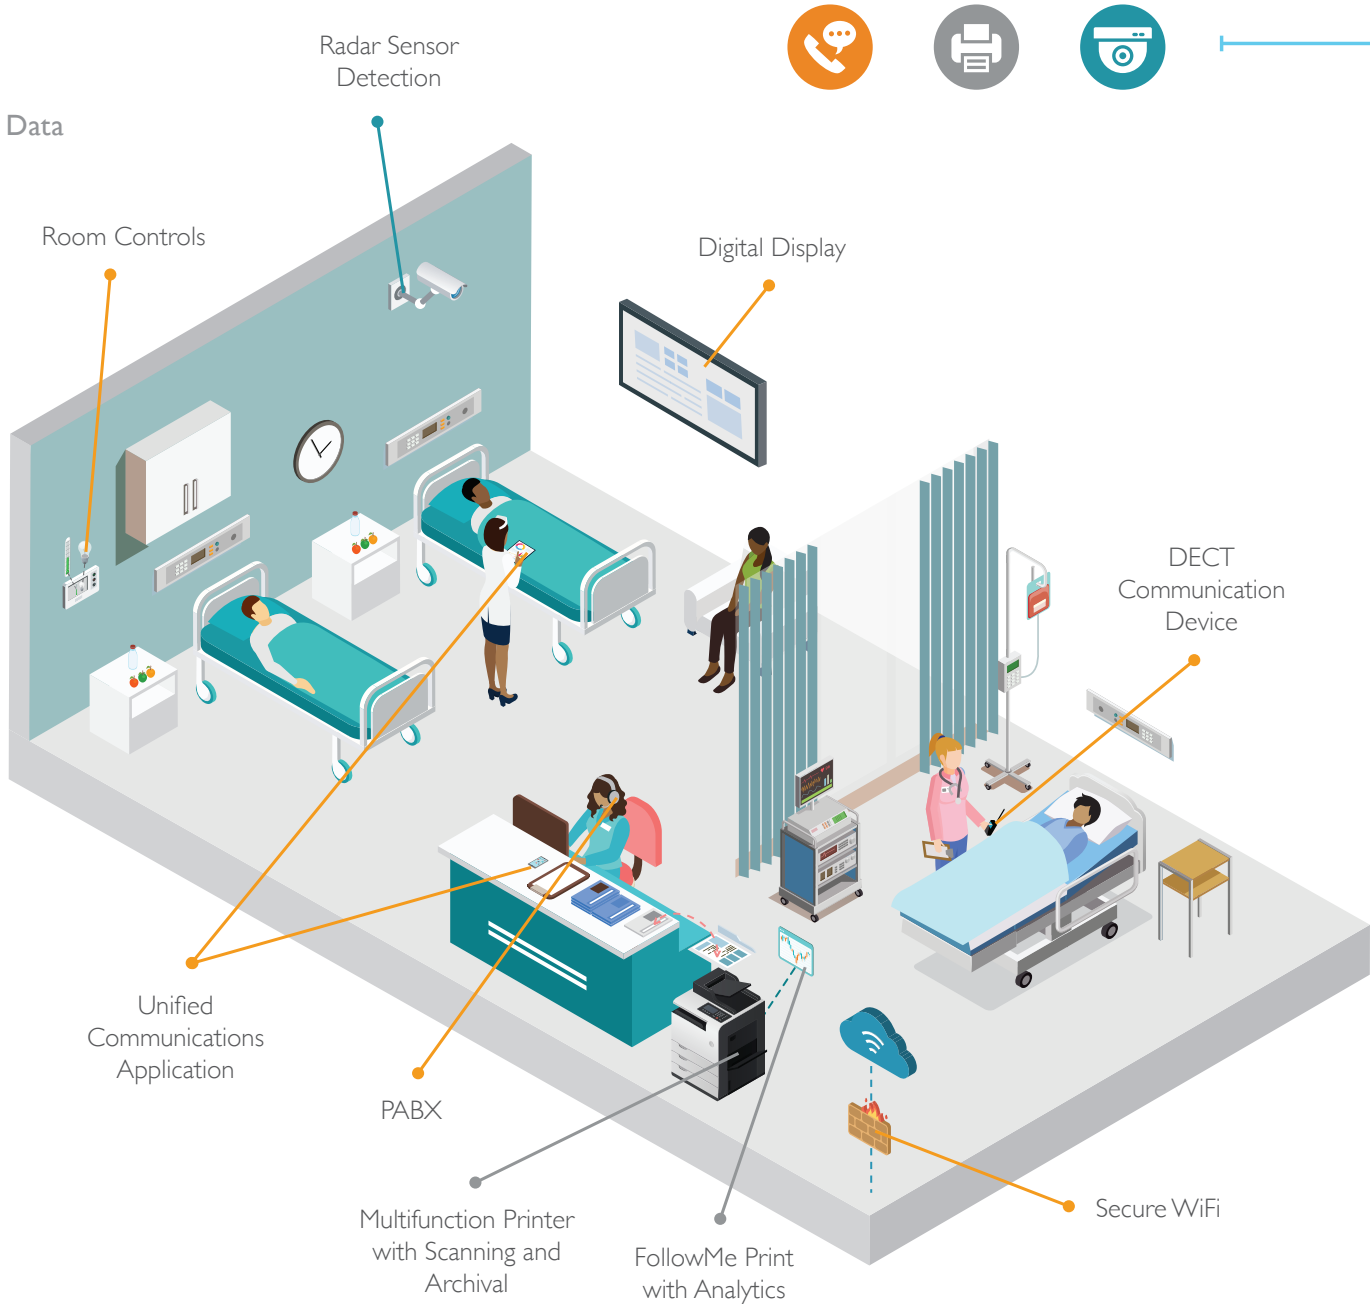 Radar Sensor
Detection
Data
Room Controls
Digital Display
DECT
Communication
Device
Unified
Communications
Application
PABX
Multifunction Printer
with Scanning and
Archival
FollowMe Print
with Analytics
Secure WiFi